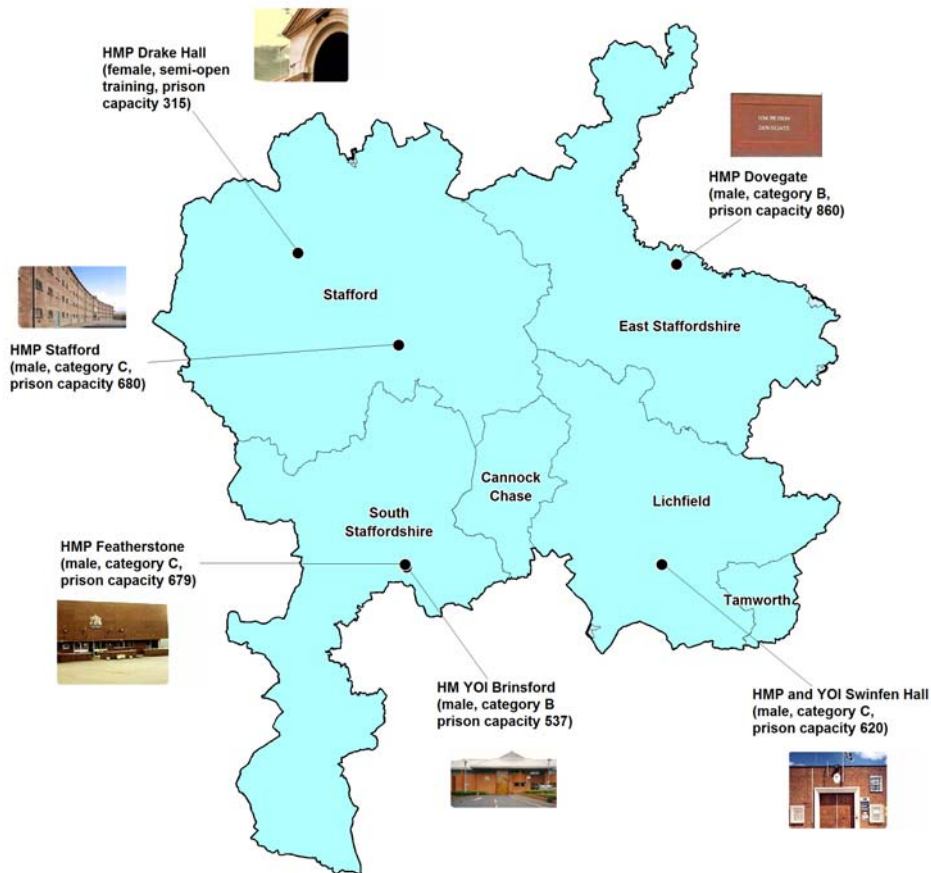 HMP Drake Hall
(female, semi-open
training, prison
capacity 315)
HMP Dovegate
(male, category B,
prison capacity 860)
Stafford
East Staffordshire
HMP Stafford
(male, category C,
prison capacity 680)
Cannock
Chase
Lichfield
South
Staffordshire
HMP Featherstone
(male, category C,
prison capacity 679)
Tamworth
HM YOI Brinsford
(male, category B
prison capacity 537)
HMP and YOI Swinfen Hall
(male, category C,
prison capacity 620)